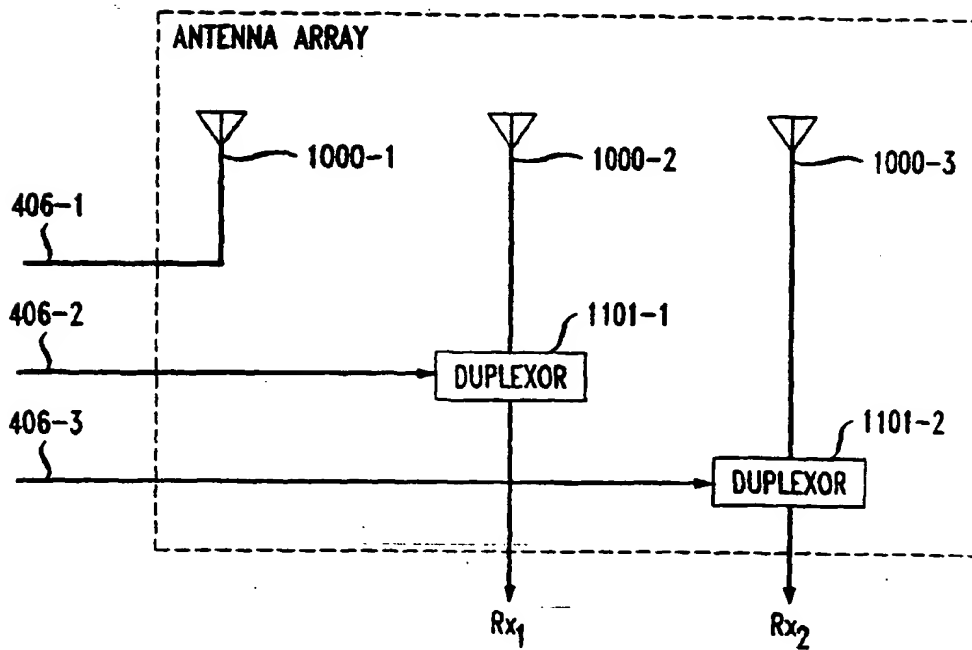 ANTENNA ARRAY
1000-1
1000-2
1000-3
406-1
406-2
1101-1
DUPLEXOR
406-3
1101-2
DUPLEXOR
Rx1
Rx2